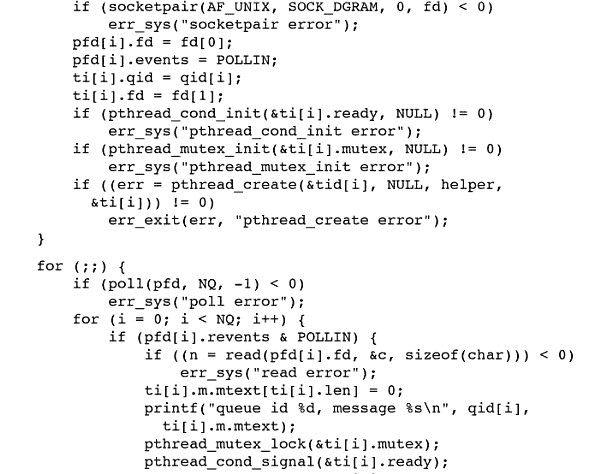 if (socketpair(AF_UNIX, SOCK_DGRAM, 0, fd) < 0)
err_sys("socketpair error");
pfd[i].fd = fd[0];
pfd[i].events = POLLIN;
ti[i].qid = qid[i];
ti[i].fd = fd[1];
if (pthread_cond_init(&ti[i].ready, NULL) != 0)
err_sys("pthread_cond_init error");
if (pthread_mutex_init(&ti[i].mutex, NULL) != 0)
err_sys("pthread_mutex_init error");
if ((err = pthread_create(&tid[i], NULL, helper,
&ti[i])) != 0)
err_exit(err, "pthread_create error");
}
for (;;) {
if (poll(pfd, NQ, -1) < 0)
err_sys("poll error");
for (i = 0; i < NQ; i++) {
if (pfd[i].revents & POLLIN) {
if ((n = read(pfd[i].fd, &c, sizeof(char))) < 0)
err_sys("read error");
ti[i].m.mtext[ti[i].len] = 0;
printf("queue id %d, message %s\n", qid[i],
ti[i].m.mtext);
pthread_mutex_lock(&ti[i].mutex);
pthread_cond_signal(&ti[i].ready);